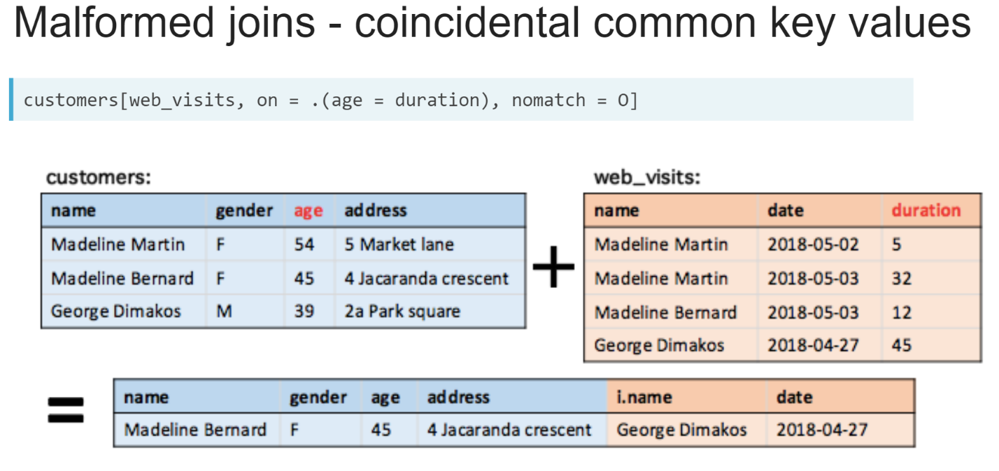 Malformed joins - coincidental common key values
customers[web_visits, on = .(age = duration), nomatch = 0]
customers:
name gender age address
Madeline Martin F 54 5 Market lane
Madeline Bernard F 45 4 Jacaranda crescent
George Dimakos M 39 2a Park square
+
web_visits:
name date duration
Madeline Martin 2018-05-02 5
Madeline Martin 2018-05-03 32
Madeline Bernard 2018-05-03 12
George Dimakos 2018-04-27 45
=
name gender age address i.name date
Madeline Bernard F 45 4 Jacaranda crescent George Dimakos 2018-04-27